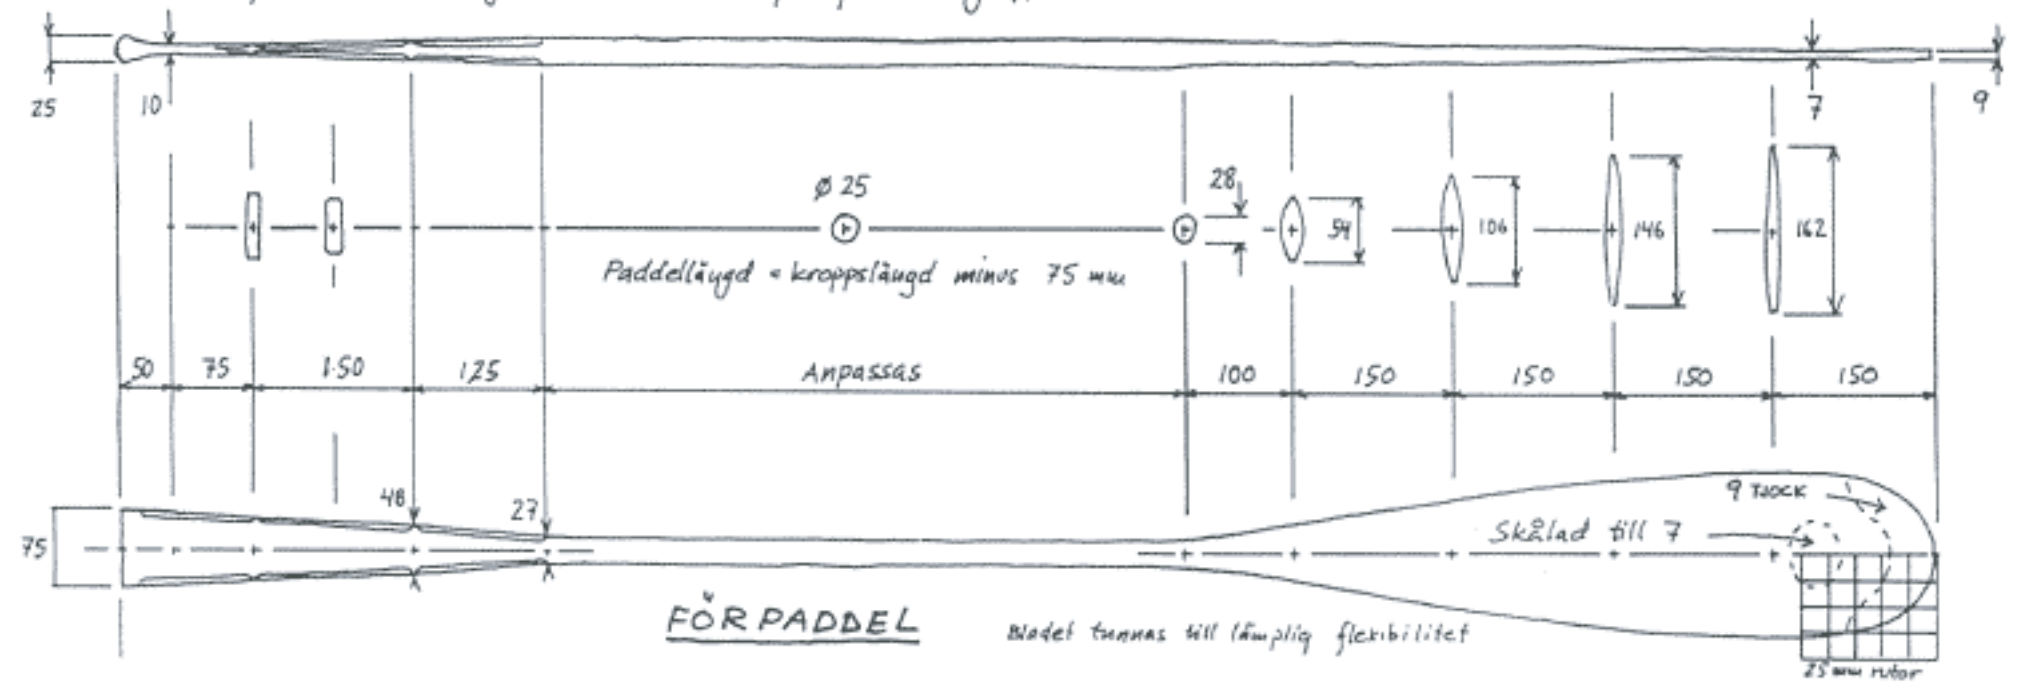 25
10
7
9
Ø 25
28
54
106
146
162
Paddellängd = kroppslängd minus 75 mm
50
75
150
125
Anpassas
100
150
150
150
150
48
27
75
9 TJOCK
Skålad till 7
FÖRPADDEL
Bladet tunnas till lämplig flexibilitet
25 mm rutor